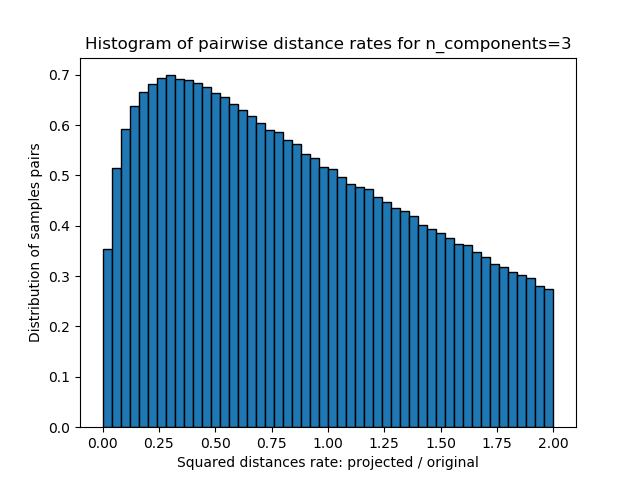 Histogram of pairwise distance rates for n_components=3
Distribution of samples pairs
0.7
0.6
0.5
0.4
0.3
0.2
0.1
0.0
0.00 0.25 0.50 0.75 1.00 1.25 1.50 1.75 2.00
Squared distances rate: projected / original